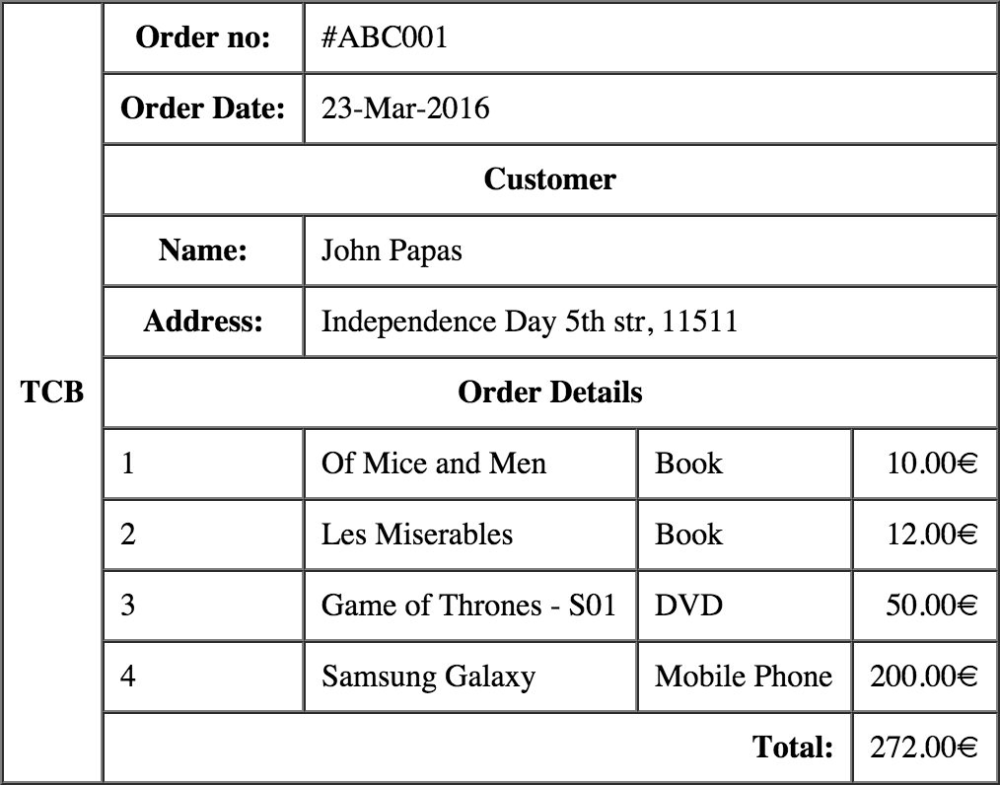 Order no: #ABC001
Order Date: 23-Mar-2016
Customer
Name: John Papas
Address: Independence Day 5th str, 11511
TCB
Order Details
1 Of Mice and Men Book 10.00€
2 Les Miserables Book 12.00€
3 Game of Thrones - S01 DVD 50.00€
4 Samsung Galaxy Mobile Phone 200.00€
Total: 272.00€